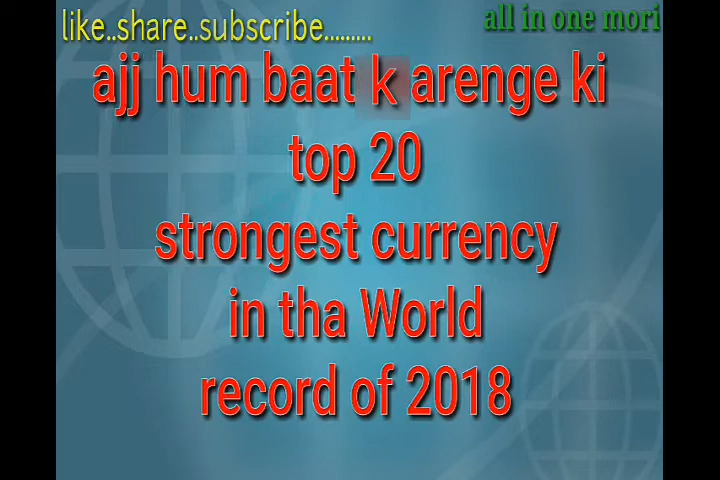 like..share..subscribe.........
all in one mori
ajj hum baat k arenge ki
top 20
strongest currency
in tha World
record of 2018